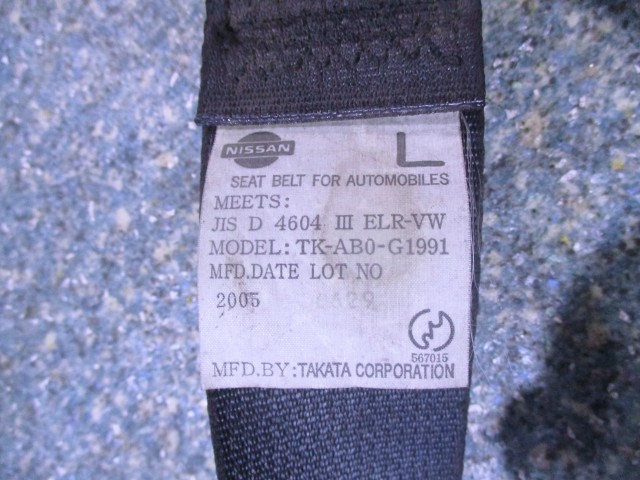 NISSAN L
SEAT BELT FOR AUTOMOBILES
MEETS:
JIS D 4604 III ELR-VW
MODEL: TK-AB0-G1991
MFD.DATE LOT NO
2005
567015
MFD.BY: TAKATA CORPORATION